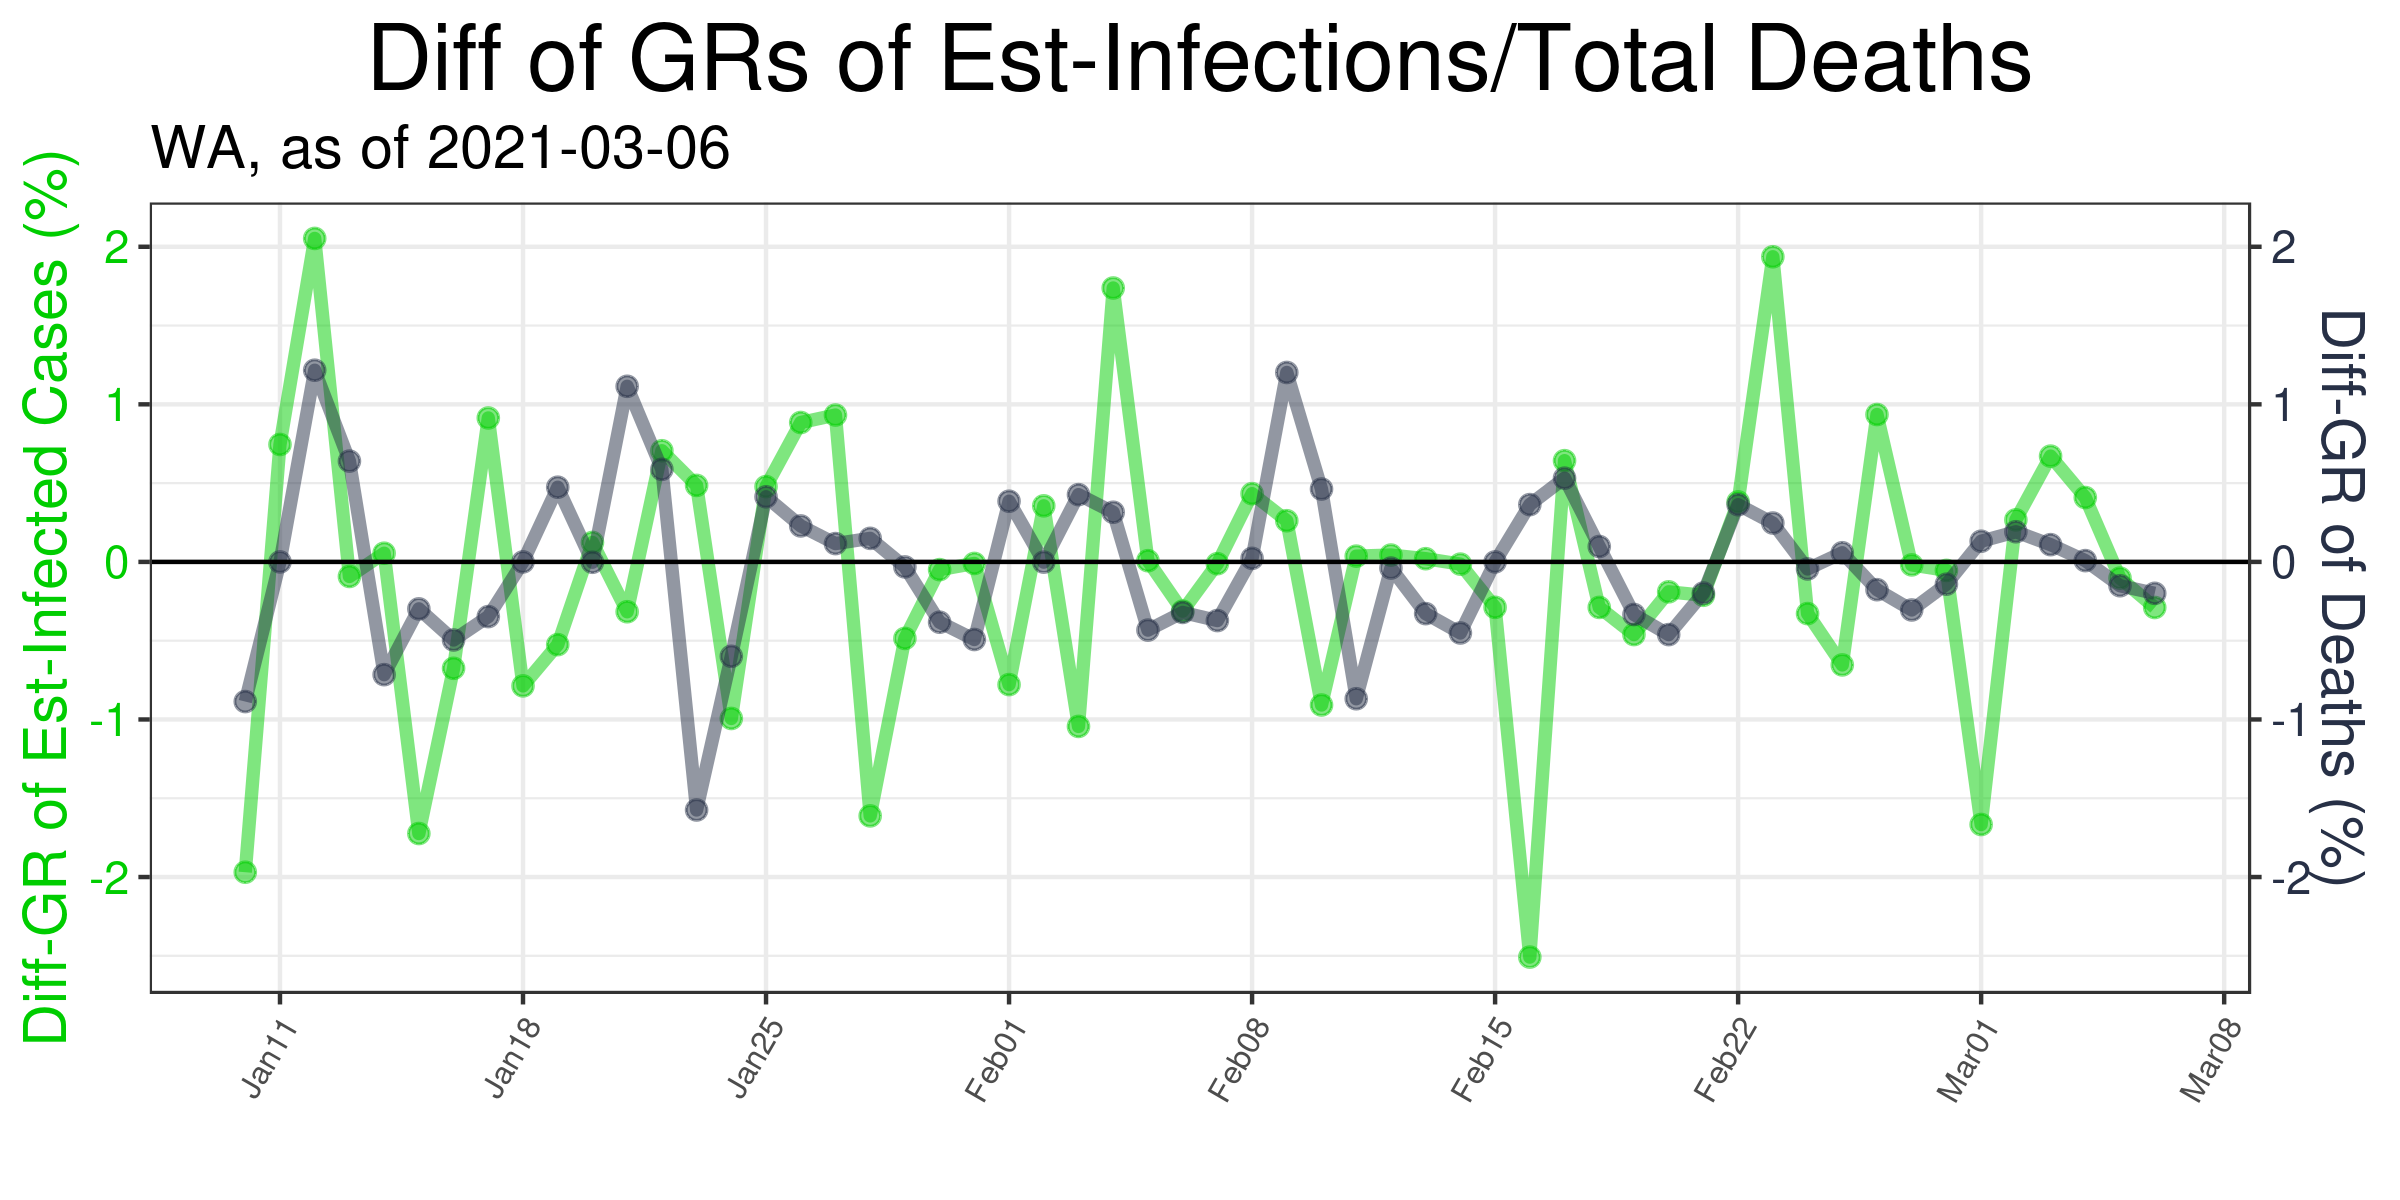 Diff of GRs of Est-Infections/Total Deaths
WA, as of 2021-03-06
Diff-GR of Est-Infected Cases (%)
2
1
0
-1
-2
2
1
0
-1
-2
Diff-GR of Deaths (%)
Jan11
Jan18
Jan25
Feb01
Feb08
Feb15
Feb22
Mar01
Mar08